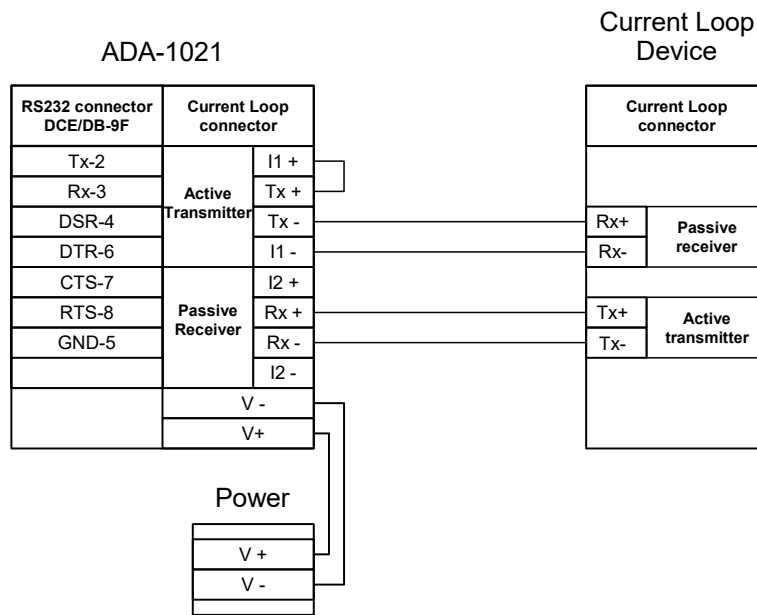 ADA-1021
Current Loop
Device
RS232 connector
DCE/DB-9F
Current Loop
connector
Tx-2
Rx-3
DSR-4
DTR-6
CTS-7
RTS-8
GND-5
Active
Transmitter
I1 +
Tx +
Tx -
I1 -
Passive
Receiver
I2 +
Rx +
Rx -
I2 -
V -
V+
Current Loop
connector
Rx+
Rx-
Passive
receiver
Tx+
Tx-
Active
transmitter
Power
V +
V -